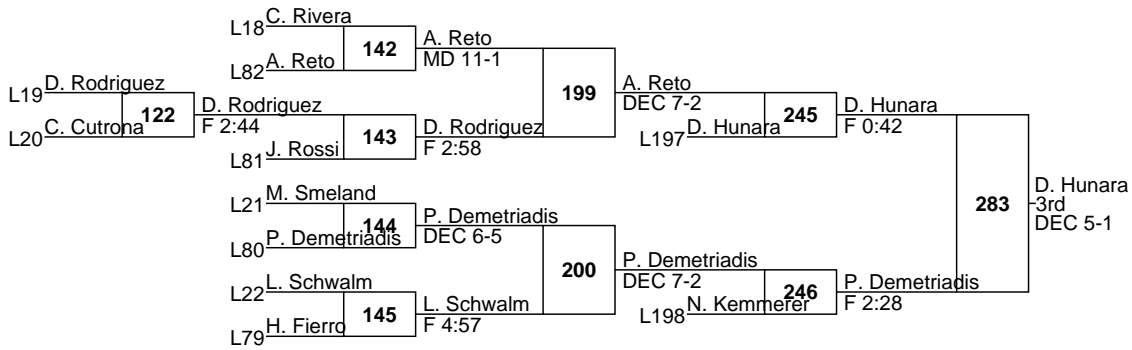 L18 C. Rivera
142
A. Reto
MD 11-1
L82 A. Reto
199
A. Reto
DEC 7-2
L19 D. Rodriguez
122
D. Rodriguez
F 2:44
L20 C. Cutrona
143
D. Rodriguez
F 2:58
L81 J. Rossi
245
D. Hunara
F 0:42
L197 D. Hunara
L21 M. Smeland
144
P. Demetriadis
DEC 6-5
L80 P. Demetriadis
283
D. Hunara
3rd
DEC 5-1
200
P. Demetriadis
DEC 7-2
L22 L. Schwalm
145
L. Schwalm
F 4:57
L79 H. Fierro
246
P. Demetriadis
F 2:28
L198 N. Kemmerer